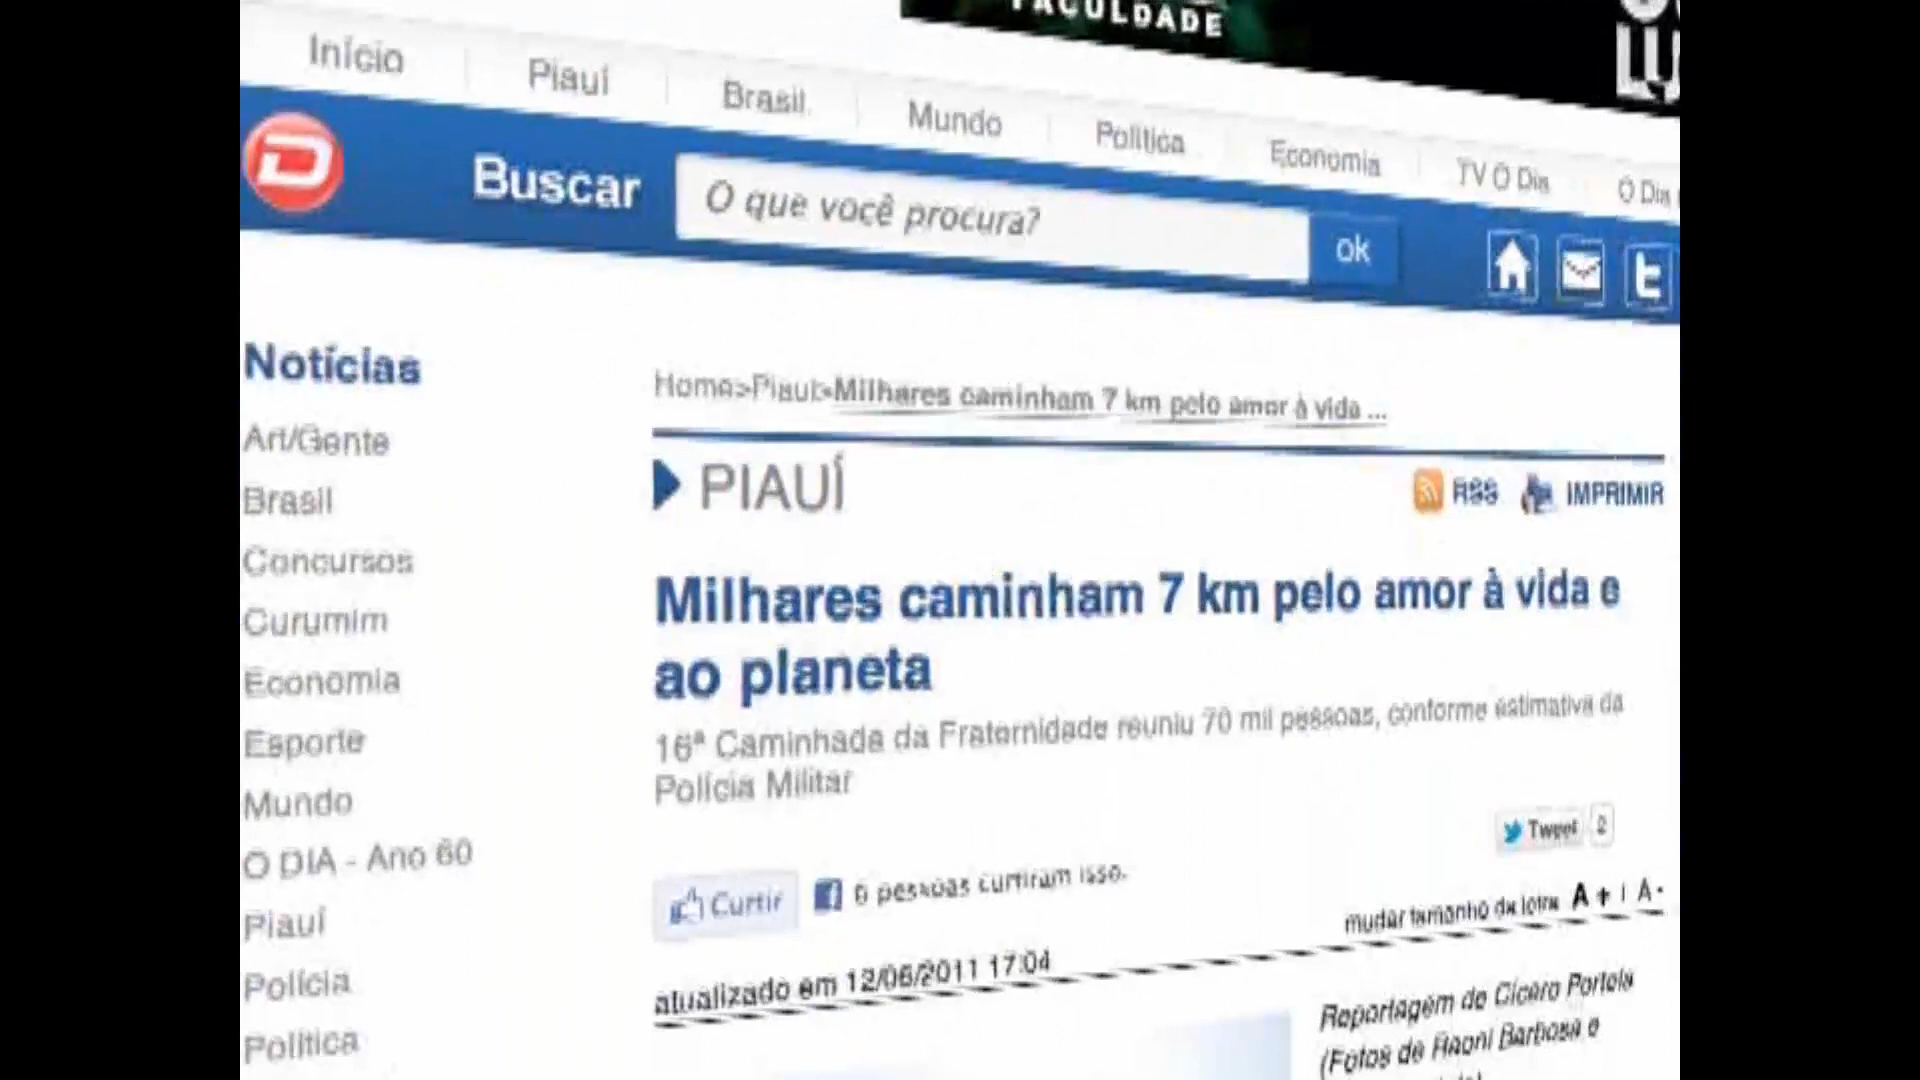 FACULDADE
Início Piauí Brasil Mundo Política Economia TV O Dia O Dia
Buscar O que você procura? ok
Notícias
Art/Gente
Brasil
Concursos
Curumim
Economia
Esporte
Mundo
O DIA - Ano 60
Piauí
Polícia
Política
Home>Piauí>Milhares caminham 7 km pelo amor à vida ...
PIAUÍ
RSS IMPRIMIR
Milhares caminham 7 km pelo amor à vida e
ao planeta
16ª Caminhada da Fraternidade reuniu 70 mil pessoas, conforme estimativa da
Polícia Militar
Tweet 2
Curtir pessoas curtiram isso.
mudar tamanho da letra A + | A -
atualizado em 12/06/2011 17:04
Reportagem de Cícero Portela
(Fotos de Raoni Barbosa e